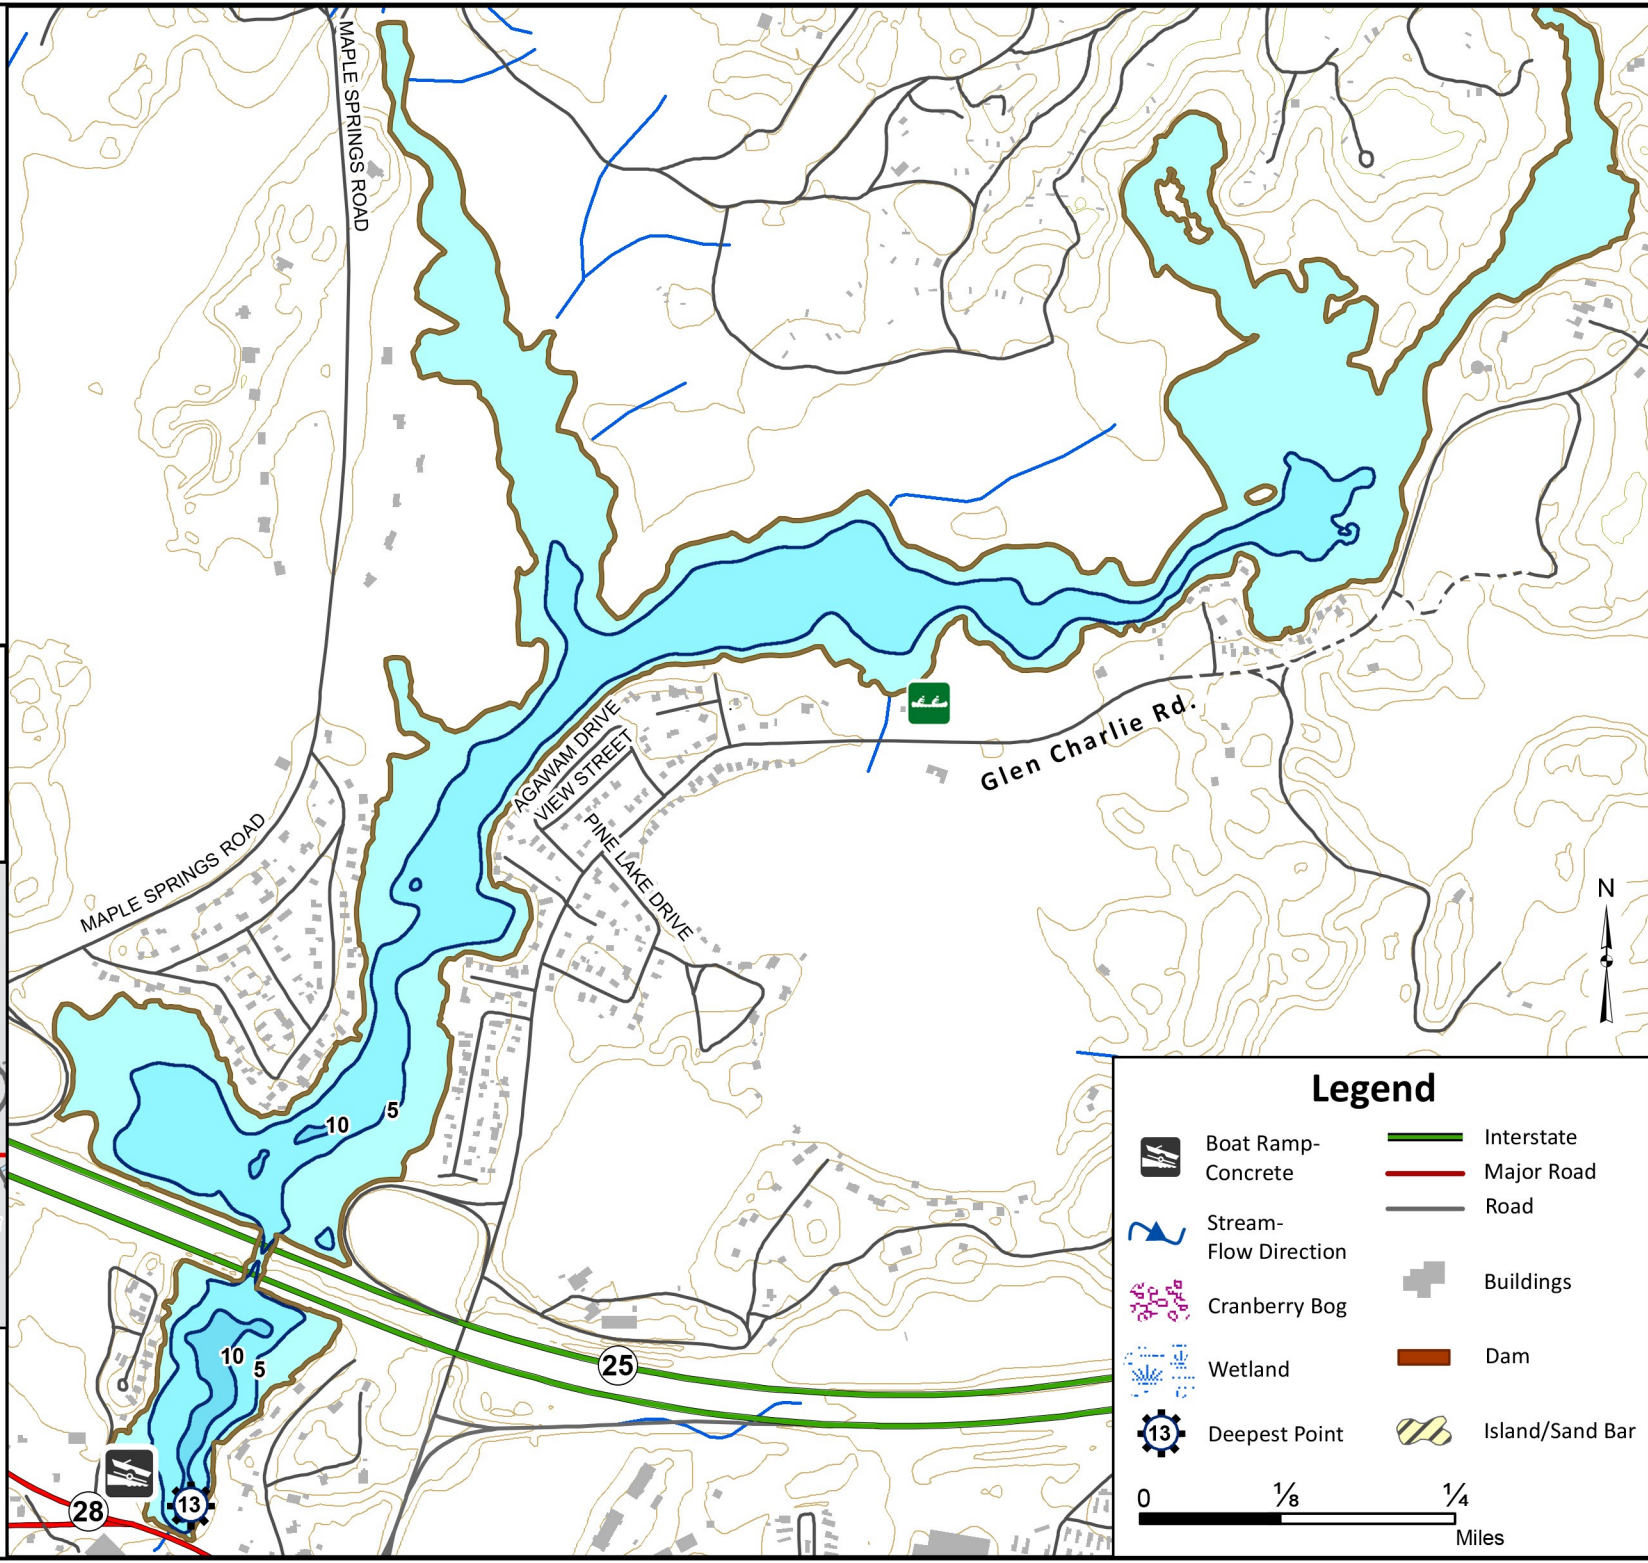 MAPLE SPRINGS ROAD
AGAWAM DRIVE
VIEW STREET
Glen Charlie Rd.
PINE LAKE DRIVE
MAPLE SPRINGS ROAD
N
10
5
10
5
25
13
28
Legend
Boat Ramp-
Concrete
Stream-
Flow Direction
Cranberry Bog
Wetland
13
Deepest Point
Interstate
Major Road
Road
Buildings
Dam
Island/Sand Bar
0
⅛
¼
Miles